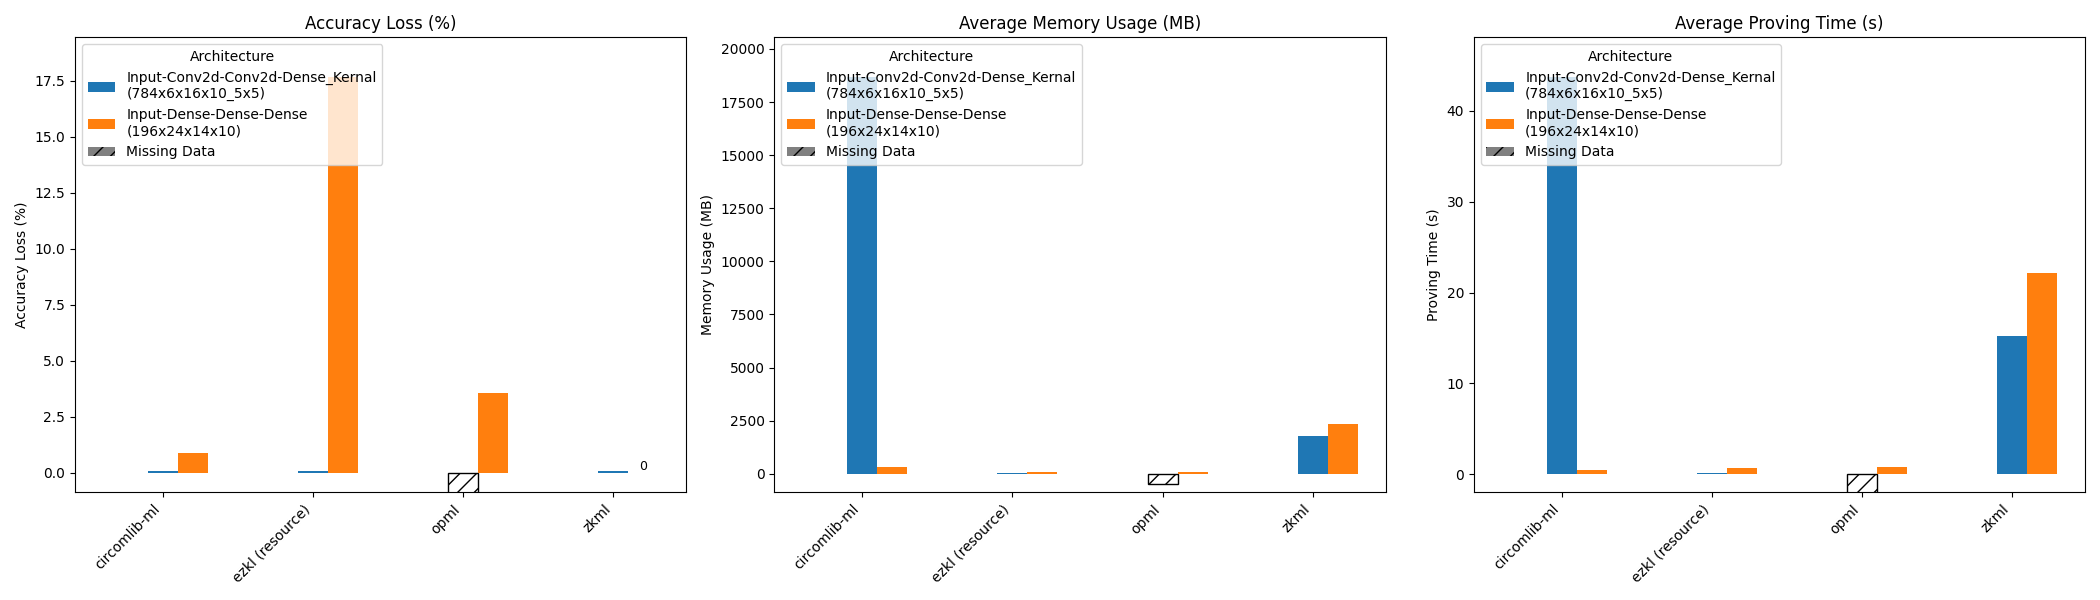 Accuracy Loss (%)
Architecture
Input-Conv2d-Conv2d-Dense_Kernal
(784x6x16x10_5x5)
Input-Dense-Dense-Dense
(196x24x14x10)
Missing Data
Accuracy Loss (%)
17.5
15.0
12.5
10.0
7.5
5.0
2.5
0.0
0
circomlib-ml
ezkl (resource)
opml
zkml
Average Memory Usage (MB)
Architecture
Input-Conv2d-Conv2d-Dense_Kernal
(784x6x16x10_5x5)
Input-Dense-Dense-Dense
(196x24x14x10)
Missing Data
Memory Usage (MB)
20000
17500
15000
12500
10000
7500
5000
2500
0
circomlib-ml
ezkl (resource)
opml
zkml
Average Proving Time (s)
Architecture
Input-Conv2d-Conv2d-Dense_Kernal
(784x6x16x10_5x5)
Input-Dense-Dense-Dense
(196x24x14x10)
Missing Data
Proving Time (s)
40
30
20
10
0
circomlib-ml
ezkl (resource)
opml
zkml